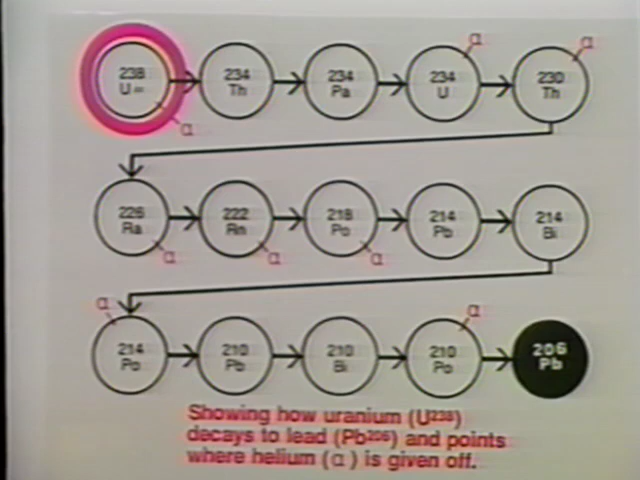 α α
238 234 234 234 230
U∞ Th Pa U Th
α
226 222 218 214 214
Ra Rn Po Pb Bi
α α α
α α
214 210 210 210 206
Po Pb Bi Po Pb
Showing how uranium (U²³⁸)
decays to lead (Pb²⁰⁶) and points
where helium (α) is given off.